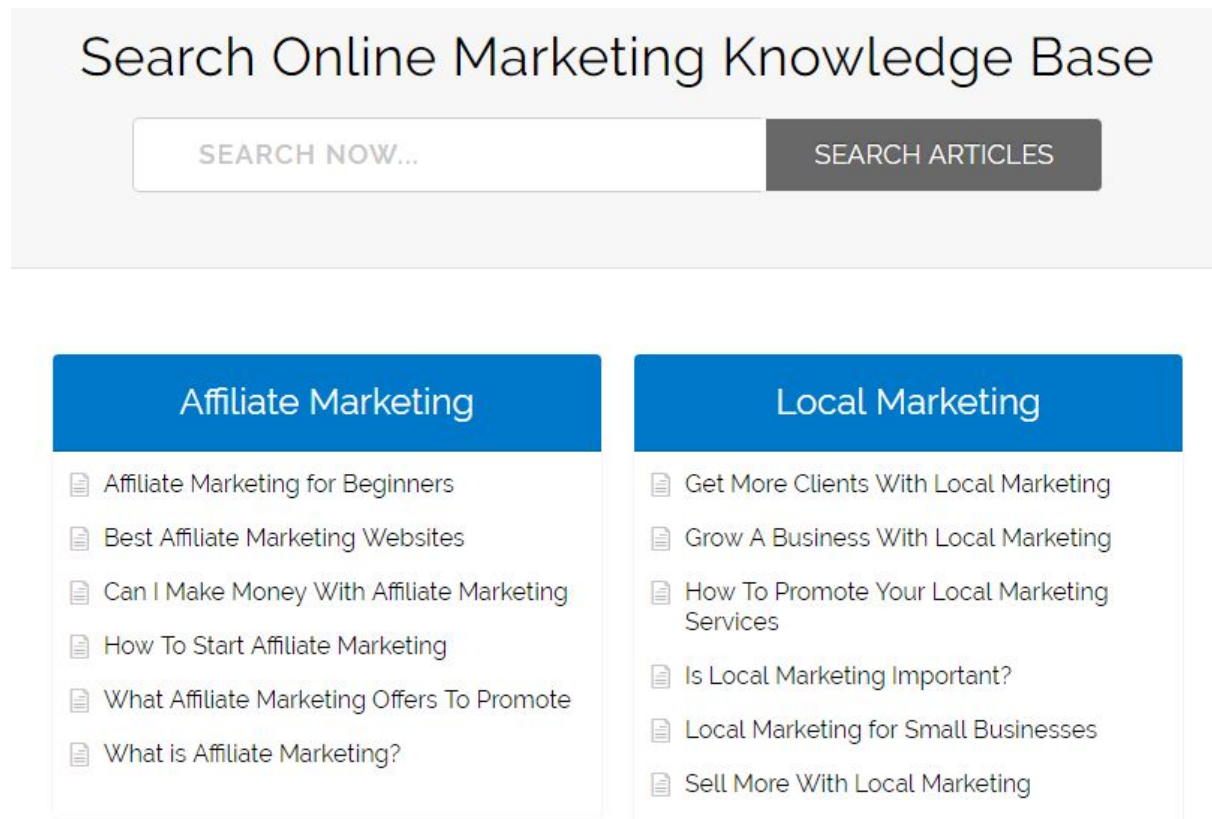 Search Online Marketing Knowledge Base
SEARCH NOW...
SEARCH ARTICLES
Affiliate Marketing
Affiliate Marketing for Beginners
Best Affiliate Marketing Websites
Can I Make Money With Affiliate Marketing
How To Start Affiliate Marketing
What Affiliate Marketing Offers To Promote
What is Affiliate Marketing?
Local Marketing
Get More Clients With Local Marketing
Grow A Business With Local Marketing
How To Promote Your Local Marketing
Services
Is Local Marketing Important?
Local Marketing for Small Businesses
Sell More With Local Marketing